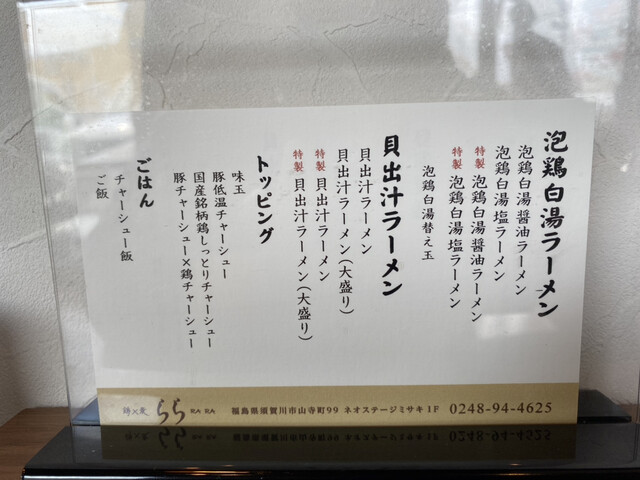 泡鶏白湯ラーメン
泡鶏白湯醤油ラーメン
泡鶏白湯塩ラーメン
特製 泡鶏白湯醤油ラーメン
特製 泡鶏白湯塩ラーメン
泡鶏白湯替え玉
貝出汁ラーメン
貝出汁ラーメン
貝出汁ラーメン(大盛り)
特製 貝出汁ラーメン
特製 貝出汁ラーメン(大盛り)
トッピング
味玉
豚低温チャーシュー
国産銘柄鶏しっとりチャーシュー
豚チャーシュー×鶏チャーシュー
ごはん
チャーシュー飯
ご飯
鶏×麦 らら RA RA 福島県須賀川市山寺町99 ネオステージミサキ1F 0248-94-4625